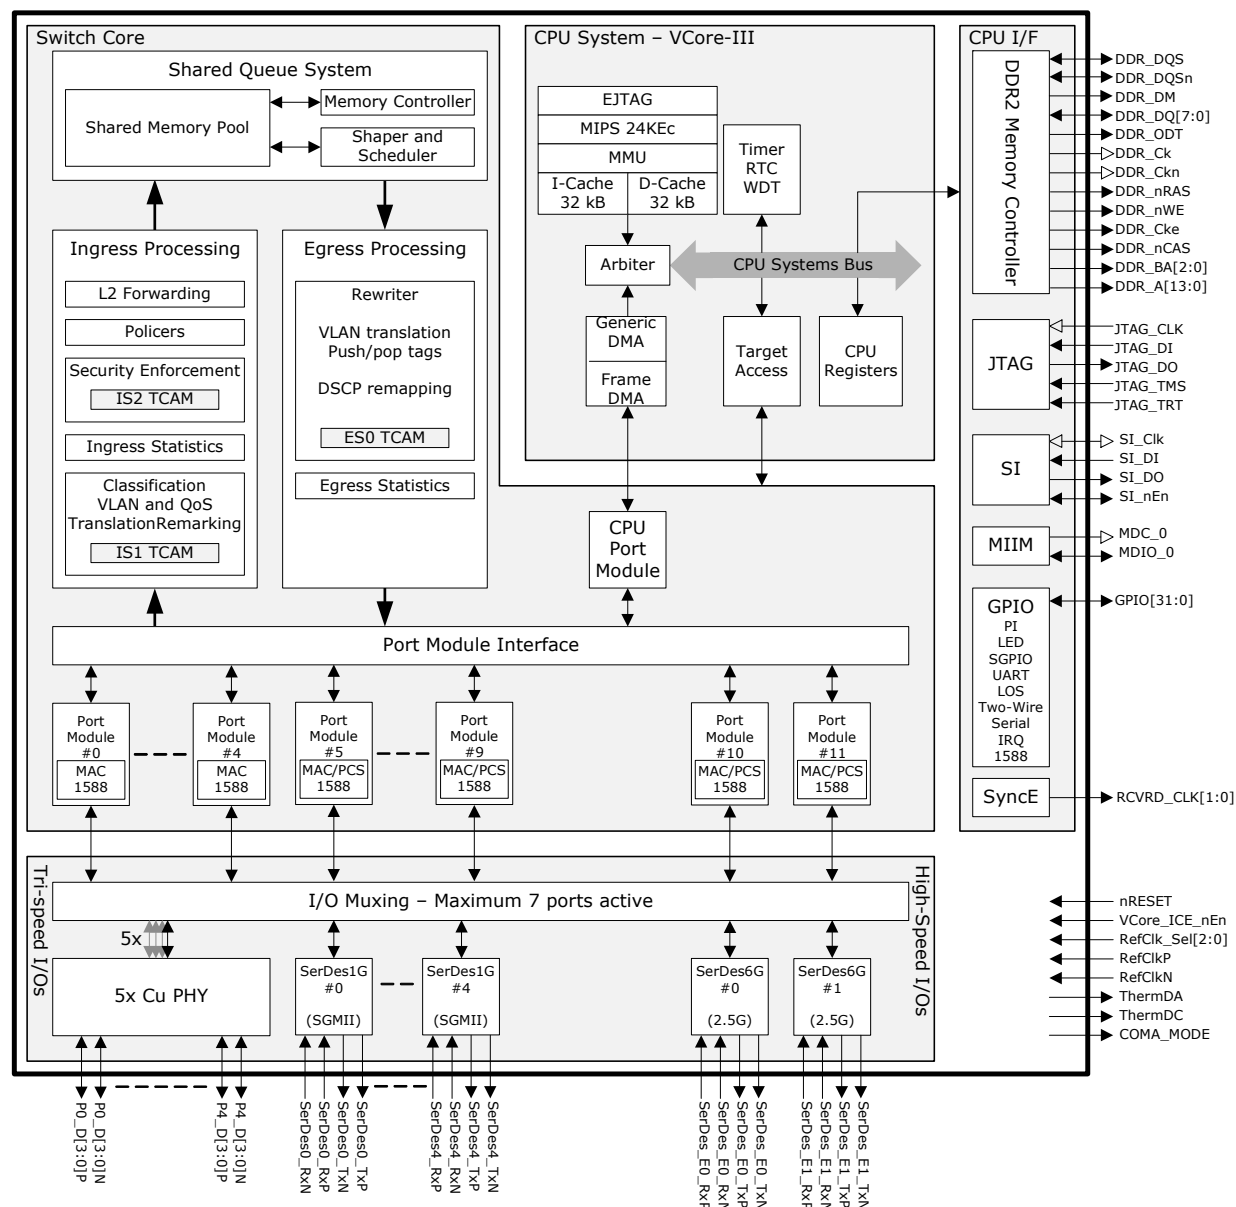 Switch Core
Shared Queue System
Shared Memory Pool
Memory Controller
Shaper and
Scheduler
Ingress Processing
L2 Forwarding
Policers
Security Enforcement
IS2 TCAM
Ingress Statistics
Classification
VLAN and QoS
TranslationRemarking
IS1 TCAM
Egress Processing
Rewriter
VLAN translation
Push/pop tags
DSCP remapping
ES0 TCAM
Egress Statistics
CPU System – VCore-III
EJTAG
MIPS 24KEc
MMU
I-Cache
32 kB
D-Cache
32 kB
Timer
RTC
WDT
Arbiter
CPU Systems Bus
Generic
DMA
Frame
DMA
Target
Access
CPU
Registers
CPU
Port
Module
Port Module Interface
Port
Module
#0
MAC
1588
Port
Module
#4
MAC
1588
Port
Module
#5
MAC/PCS
1588
Port
Module
#9
MAC/PCS
1588
Port
Module
#10
MAC/PCS
1588
Port
Module
#11
MAC/PCS
1588
CPU I/F
DDR2 Memory
Controller
DDR_DQS
DDR_DQSn
DDR_DM
DDR_DQ[7:0]
DDR_ODT
DDR_Ck
DDR_Ckn
DDR_nRAS
DDR_nWE
DDR_Cke
DDR_nCAS
DDR_BA[2:0]
DDR_A[13:0]
JTAG
JTAG_CLK
JTAG_DI
JTAG_DO
JTAG_TMS
JTAG_TRT
SI
SI_Clk
SI_DI
SI_DO
SI_nEn
MIIM
MDC_0
MDIO_0
GPIO
PI
LED
SGPIO
UART
LOS
Two-Wire
Serial
IRQ
1588
GPIO[31:0]
SyncE
RCVRD_CLK[1:0]
Tri-speed I/Os
I/O Muxing – Maximum 7 ports active
High-Speed I/Os
5x
5x Cu PHY
SerDes1G
#0
(SGMII)
SerDes1G
#4
(SGMII)
SerDes6G
#0
(2.5G)
SerDes6G
#1
(2.5G)
nRESET
VCore_ICE_nEn
RefClk_Sel[2:0]
RefClkP
RefClkN
ThermDA
ThermDC
COMA_MODE
P0_D[3:0]P
P0_D[3:0]N
P4_D[3:0]P
P4_D[3:0]N
SerDes0_RxN
SerDes0_RxP
SerDes0_TxN
SerDes0_TxP
SerDes4_RxP
SerDes4_RxN
SerDes4_TxP
SerDes4_TxN
SerDes_E0_RxP
SerDes_E0_RxN
SerDes_E0_TxP
SerDes_E0_TxN
SerDes_E1_RxP
SerDes_E1_RxN
SerDes_E1_TxP
SerDes_E1_TxN